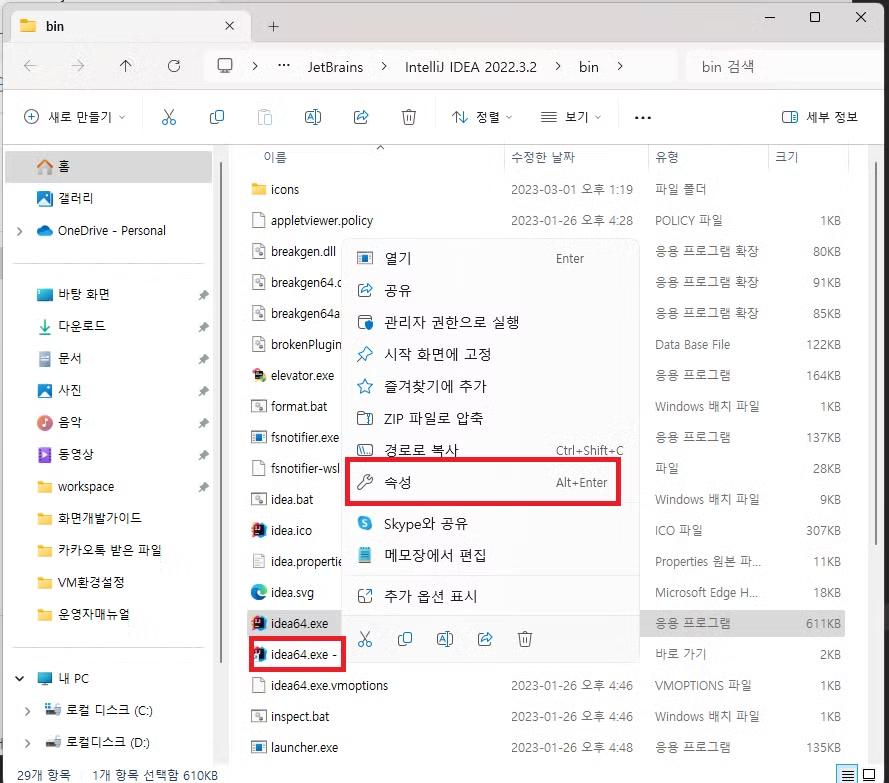 bin
JetBrains
IntelliJ IDEA 2022.3.2
bin
bin 검색
새로 만들기
정렬
보기
세부 정보
홈
갤러리
OneDrive - Personal
바탕 화면
다운로드
문서
사진
음악
동영상
workspace
화면개발가이드
카카오톡 받은 파일
VM환경설정
운영자매뉴얼
내 PC
로컬 디스크 (C:)
로컬디스크 (D:)
이름 수정한 날짜 유형 크기
icons 2023-03-01 오후 1:19 파일 폴더
appletviewer.policy 2023-01-26 오후 4:28 POLICY 파일 1KB
breakgen.dll 응용 프로그램 확장 80KB
breakgen64.d 응용 프로그램 확장 91KB
breakgen64a 응용 프로그램 확장 85KB
brokenPlugin Data Base File 122KB
elevator.exe 응용 프로그램 164KB
format.bat Windows 배치 파일 1KB
fsnotifier.exe 응용 프로그램 137KB
fsnotifier-wsl 파일 28KB
idea.bat Windows 배치 파일 9KB
idea.ico ICO 파일 307KB
idea.propertie Properties 원본 파... 11KB
idea.svg Microsoft Edge H... 18KB
idea64.exe 응용 프로그램 611KB
idea64.exe - 바로 가기 2KB
idea64.exe.vmoptions 2023-01-26 오후 4:46 VMOPTIONS 파일 1KB
inspect.bat 2023-01-26 오후 4:46 Windows 배치 파일 1KB
launcher.exe 2023-01-26 오후 4:48 응용 프로그램 135KB
열기 Enter
공유
관리자 권한으로 실행
시작 화면에 고정
즐겨찾기에 추가
ZIP 파일로 압축
경로로 복사 Ctrl+Shift+C
속성 Alt+Enter
Skype와 공유
메모장에서 편집
추가 옵션 표시
29개 항목 1개 항목 선택함 610KB